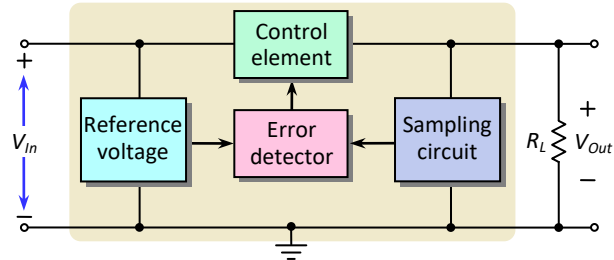 Control
element
+
Reference
voltage
Error
detector
Sampling
circuit
+
V_In
R_L
V_Out
−
−